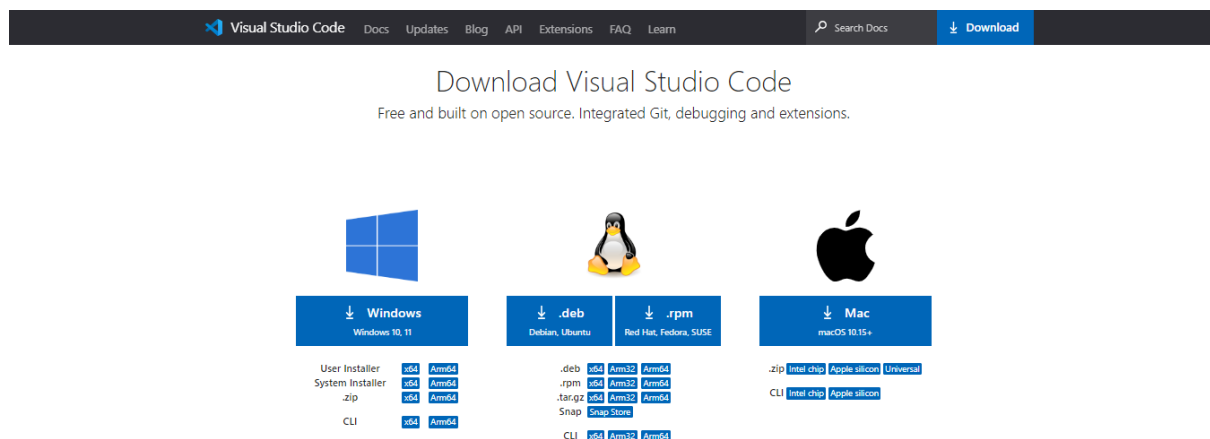 Visual Studio Code Docs Updates Blog API Extensions FAQ Learn Search Docs Download
Download Visual Studio Code
Free and built on open source. Integrated Git, debugging and extensions.
Windows
Windows 10, 11
User Installer x64 Arm64
System Installer x64 Arm64
.zip x64 Arm64
CLI x64 Arm64
.deb
Debian, Ubuntu
.rpm
Red Hat, Fedora, SUSE
.deb x64 Arm32 Arm64
.rpm x64 Arm32 Arm64
.tar.gz x64 Arm32 Arm64
Snap Snap Store
CLI x64 Arm32 Arm64
Mac
macOS 10.15+
.zip Intel chip Apple silicon Universal
CLI Intel chip Apple silicon